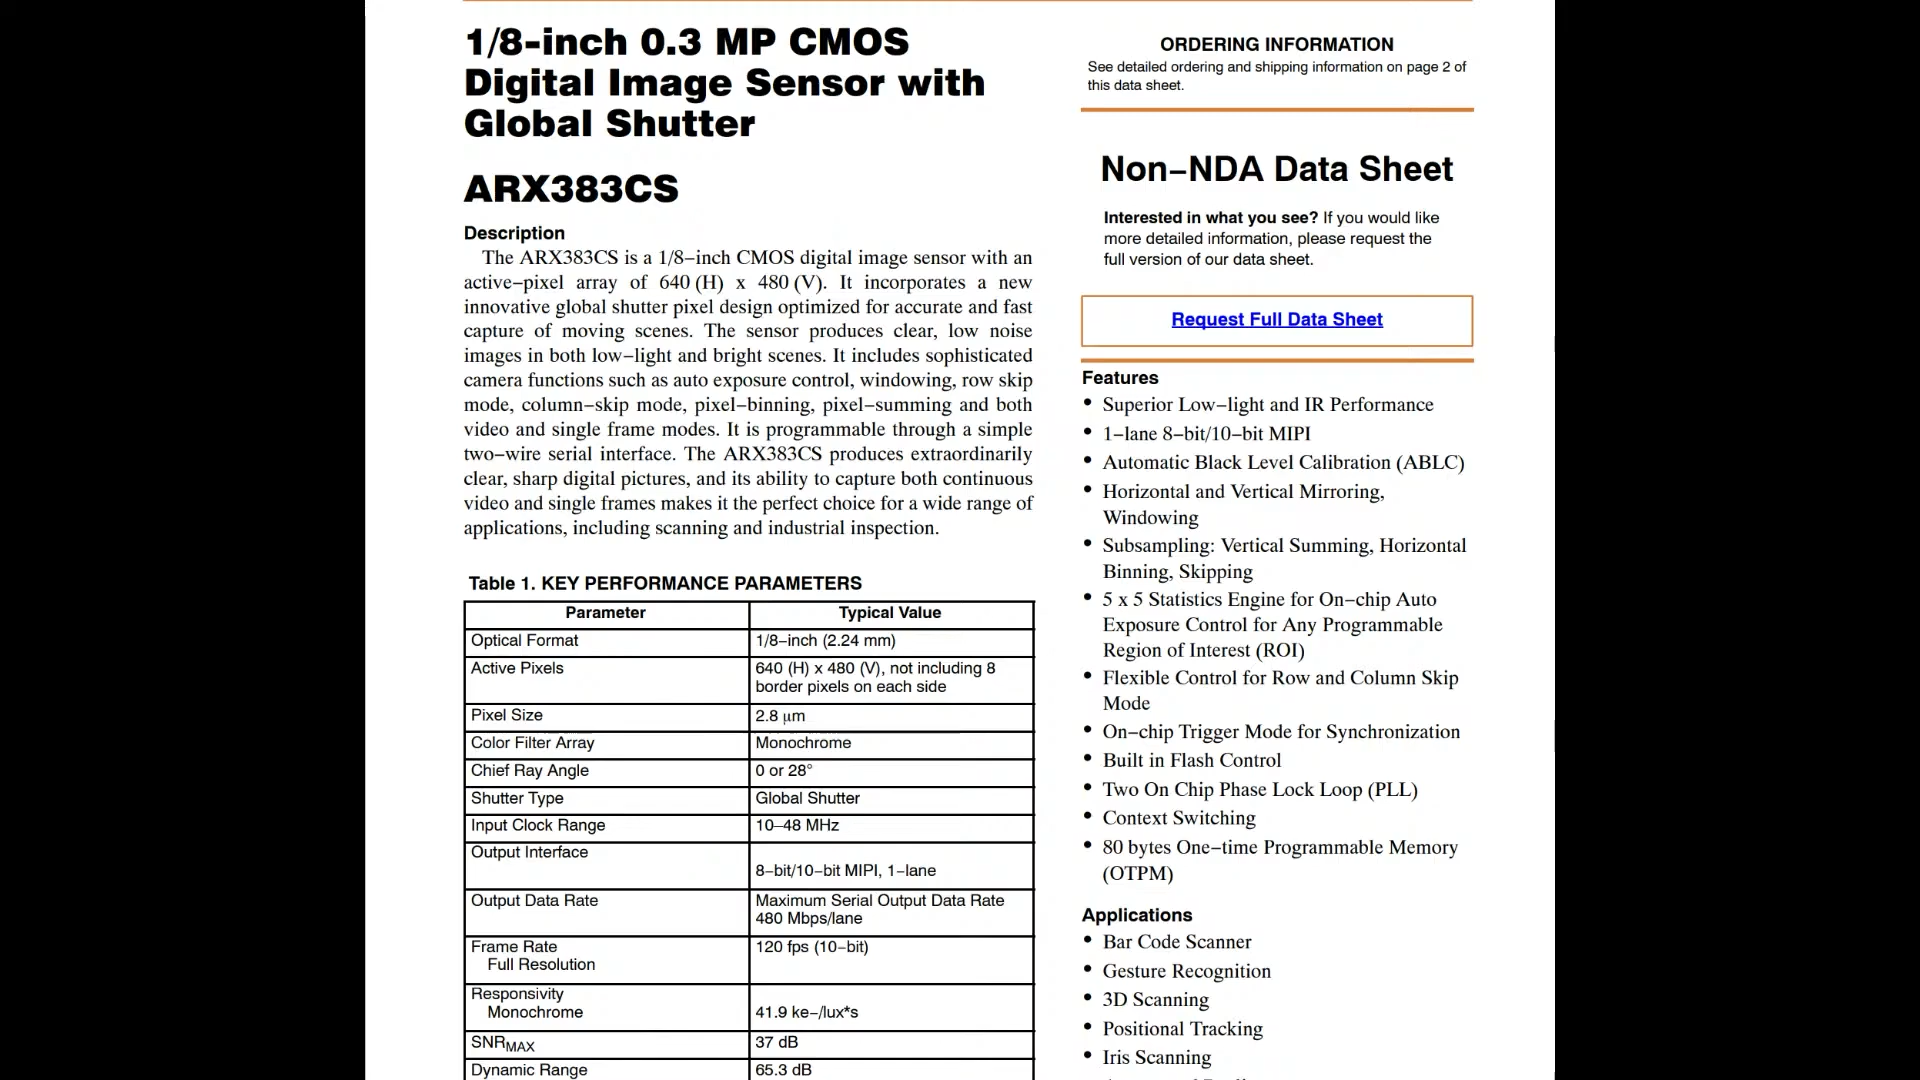 1/8-inch 0.3 MP CMOS
Digital Image Sensor with
Global Shutter
ARX383CS
Description
The ARX383CS is a 1/8−inch CMOS digital image sensor with an
active−pixel array of 640 (H) x 480 (V). It incorporates a new
innovative global shutter pixel design optimized for accurate and fast
capture of moving scenes. The sensor produces clear, low noise
images in both low−light and bright scenes. It includes sophisticated
camera functions such as auto exposure control, windowing, row skip
mode, column−skip mode, pixel−binning, pixel−summing and both
video and single frame modes. It is programmable through a simple
two−wire serial interface. The ARX383CS produces extraordinarily
clear, sharp digital pictures, and its ability to capture both continuous
video and single frames makes it the perfect choice for a wide range of
applications, including scanning and industrial inspection.
Table 1. KEY PERFORMANCE PARAMETERS
Parameter Typical Value
Optical Format 1/8−inch (2.24 mm)
Active Pixels 640 (H) x 480 (V), not including 8
border pixels on each side
Pixel Size 2.8 μm
Color Filter Array Monochrome
Chief Ray Angle 0 or 28°
Shutter Type Global Shutter
Input Clock Range 10–48 MHz
Output Interface
8−bit/10−bit MIPI, 1−lane
Output Data Rate Maximum Serial Output Data Rate
480 Mbps/lane
Frame Rate 120 fps (10−bit)
Full Resolution
Responsivity
Monochrome 41.9 ke−/lux*s
SNRMAX 37 dB
Dynamic Range 65.3 dB
ORDERING INFORMATION
See detailed ordering and shipping information on page 2 of
this data sheet.
Non−NDA Data Sheet
Interested in what you see? If you would like
more detailed information, please request the
full version of our data sheet.
Request Full Data Sheet
Features
• Superior Low−light and IR Performance
• 1−lane 8−bit/10−bit MIPI
• Automatic Black Level Calibration (ABLC)
• Horizontal and Vertical Mirroring,
Windowing
• Subsampling: Vertical Summing, Horizontal
Binning, Skipping
• 5 x 5 Statistics Engine for On−chip Auto
Exposure Control for Any Programmable
Region of Interest (ROI)
• Flexible Control for Row and Column Skip
Mode
• On−chip Trigger Mode for Synchronization
• Built in Flash Control
• Two On Chip Phase Lock Loop (PLL)
• Context Switching
• 80 bytes One−time Programmable Memory
(OTPM)
Applications
• Bar Code Scanner
• Gesture Recognition
• 3D Scanning
• Positional Tracking
• Iris Scanning